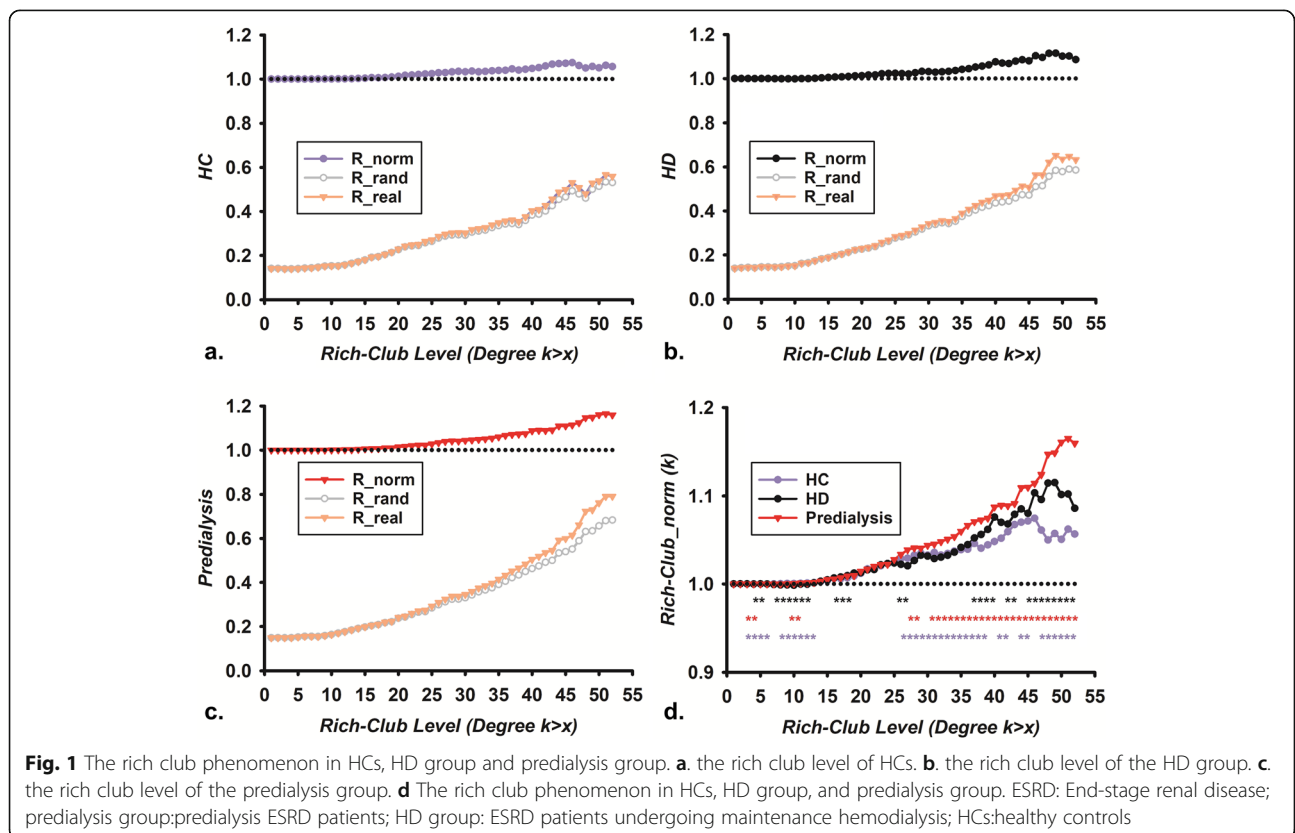 1.2
1.0
0.8
0.6
0.4
0.2
0.0
HC
R_norm
R_rand
R_real
0 5 10 15 20 25 30 35 40 45 50 55
a. Rich-Club Level (Degree k>x)
1.2
1.0
0.8
0.6
0.4
0.2
0.0
HD
R_norm
R_rand
R_real
0 5 10 15 20 25 30 35 40 45 50 55
b. Rich-Club Level (Degree k>x)
1.2
1.0
0.8
0.6
0.4
0.2
0.0
Predialysis
R_norm
R_rand
R_real
0 5 10 15 20 25 30 35 40 45 50 55
c. Rich-Club Level (Degree k>x)
1.2
1.1
1.0
0.9
Rich-Club_norm (k)
HC
HD
Predialysis
0 5 10 15 20 25 30 35 40 45 50 55
d. Rich-Club Level (Degree k>x)
Fig. 1 The rich club phenomenon in HCs, HD group and predialysis group. a. the rich club level of HCs. b. the rich club level of the HD group. c.
the rich club level of the predialysis group. d The rich club phenomenon in HCs, HD group, and predialysis group. ESRD: End-stage renal disease;
predialysis group:predialysis ESRD patients; HD group: ESRD patients undergoing maintenance hemodialysis; HCs:healthy controls